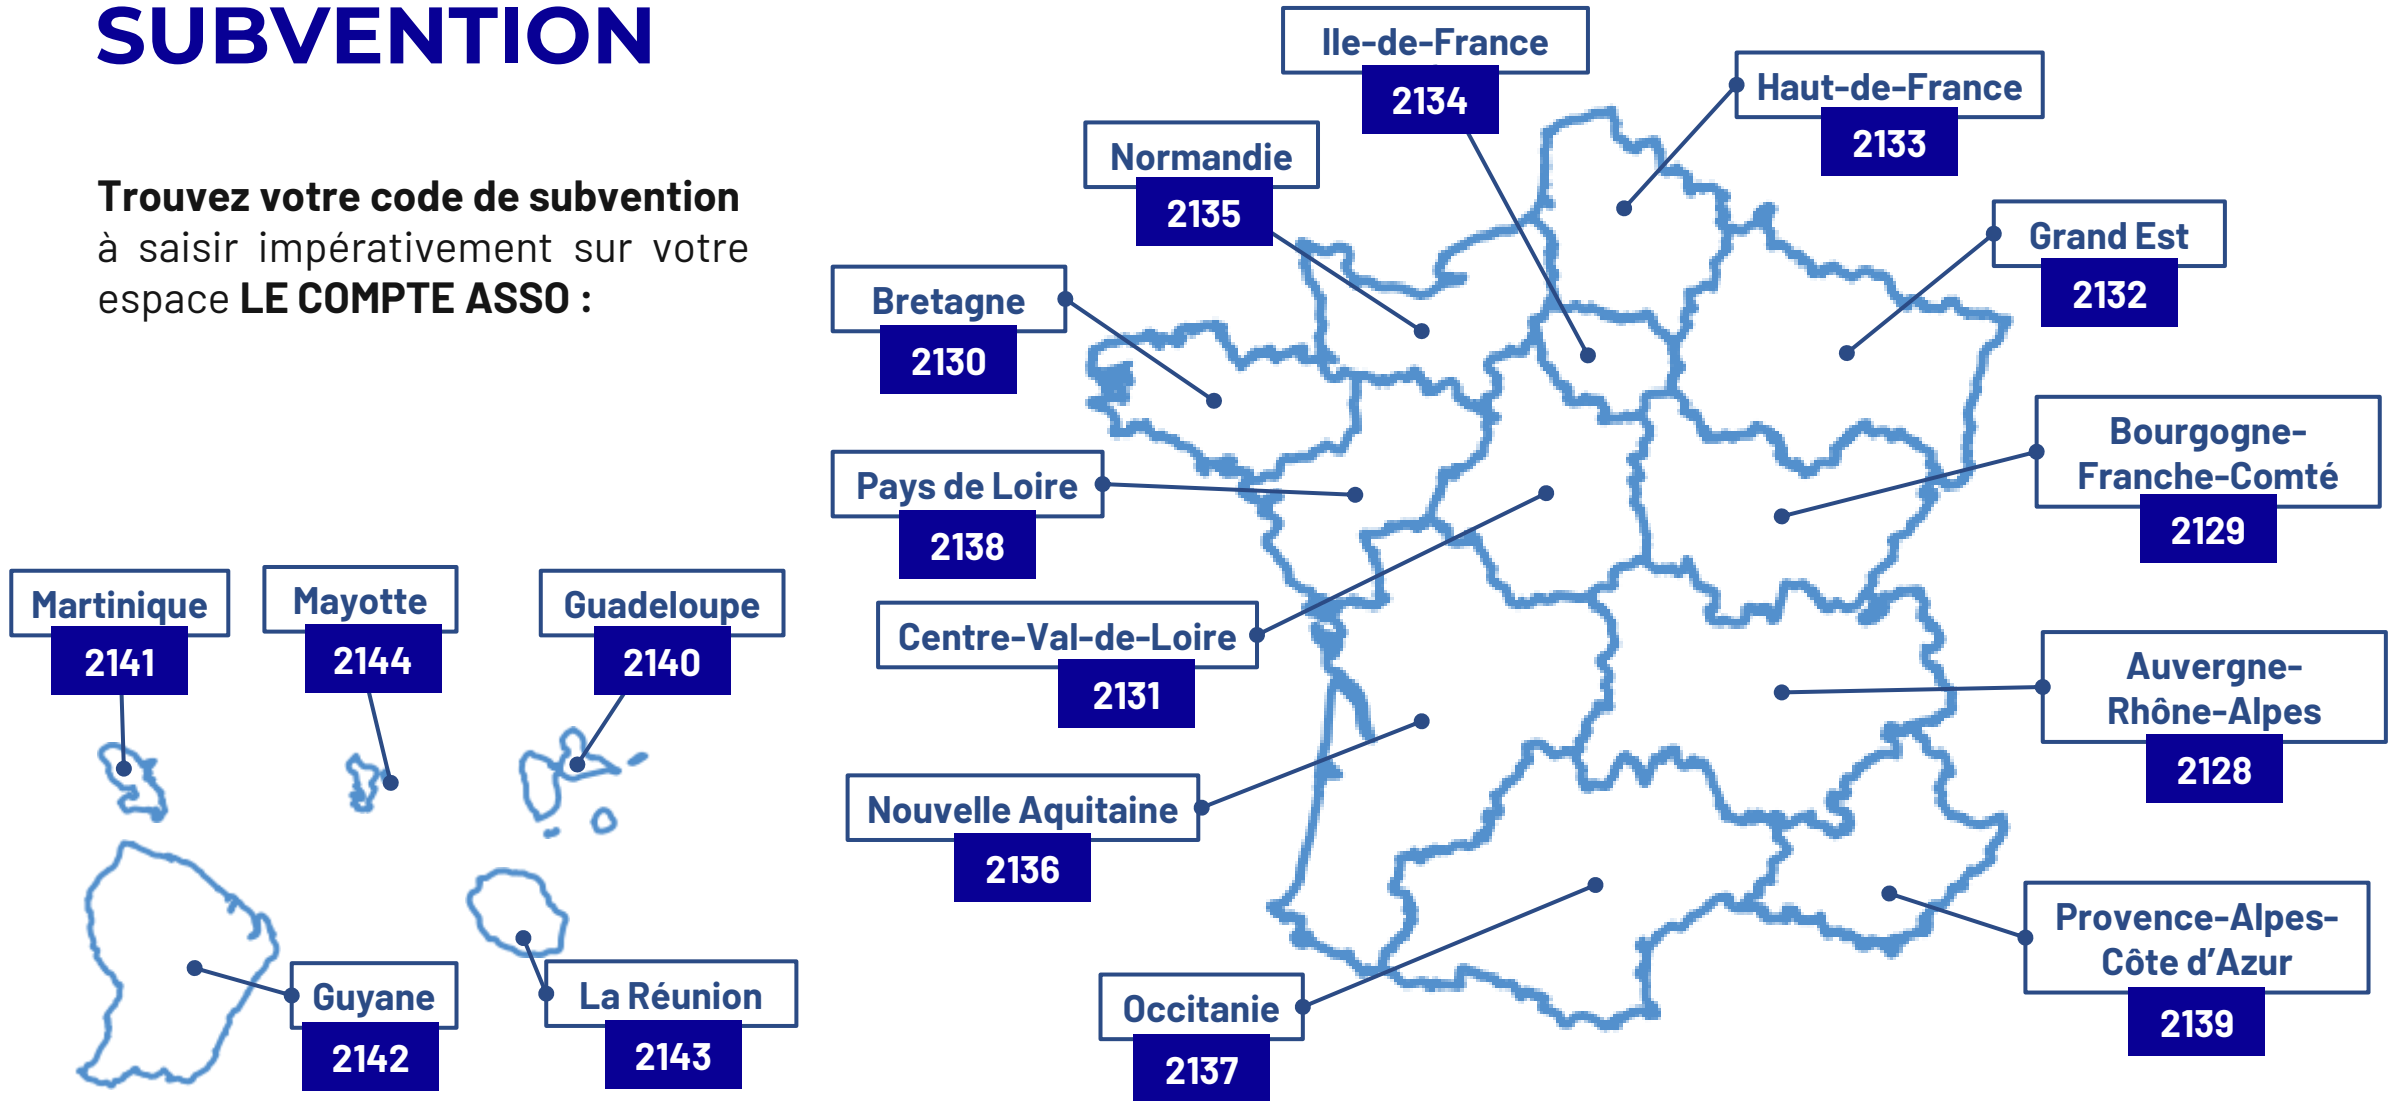 SUBVENTION
Trouvez votre code de subvention
à saisir impérativement sur votre
espace LE COMPTE ASSO :
Ile-de-France
2134
Haut-de-France
2133
Normandie
2135
Grand Est
2132
Bretagne
2130
Bourgogne-
Franche-Comté
2129
Pays de Loire
2138
Centre-Val-de-Loire
2131
Auvergne-
Rhône-Alpes
2128
Nouvelle Aquitaine
2136
Provence-Alpes-
Côte d’Azur
2139
Occitanie
2137
Martinique
2141
Mayotte
2144
Guadeloupe
2140
Guyane
2142
La Réunion
2143